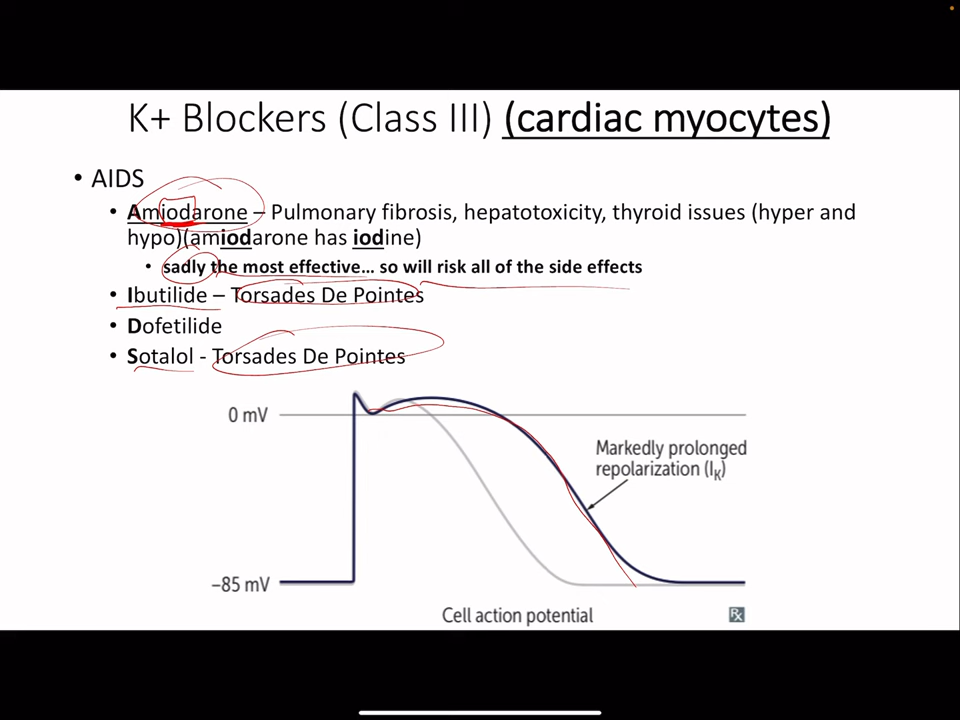 K+ Blockers (Class III) (cardiac myocytes)
• AIDS
• Amiodarone – Pulmonary fibrosis, hepatotoxicity, thyroid issues (hyper and
hypo)(amiodarone has iodine)
• sadly the most effective… so will risk all of the side effects
• Ibutilide – Torsades De Pointes
• Dofetilide
• Sotalol - Torsades De Pointes
0 mV
Markedly prolonged
repolarization (IK)
−85 mV
Cell action potential
Rx